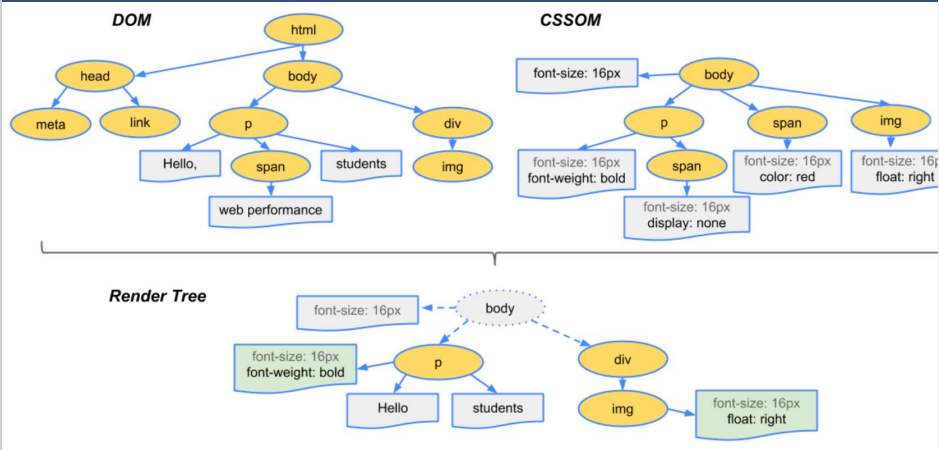 DOM
CSSOM
html
head
body
meta
link
p
div
Hello,
span
students
img
web performance
font-size: 16px
body
p
span
img
font-size: 16px
font-weight: bold
span
font-size: 16px
color: red
font-size: 16p
float: right
font-size: 16px
display: none
Render Tree
font-size: 16px
body
font-size: 16px
font-weight: bold
p
div
Hello
students
img
font-size: 16px
float: right